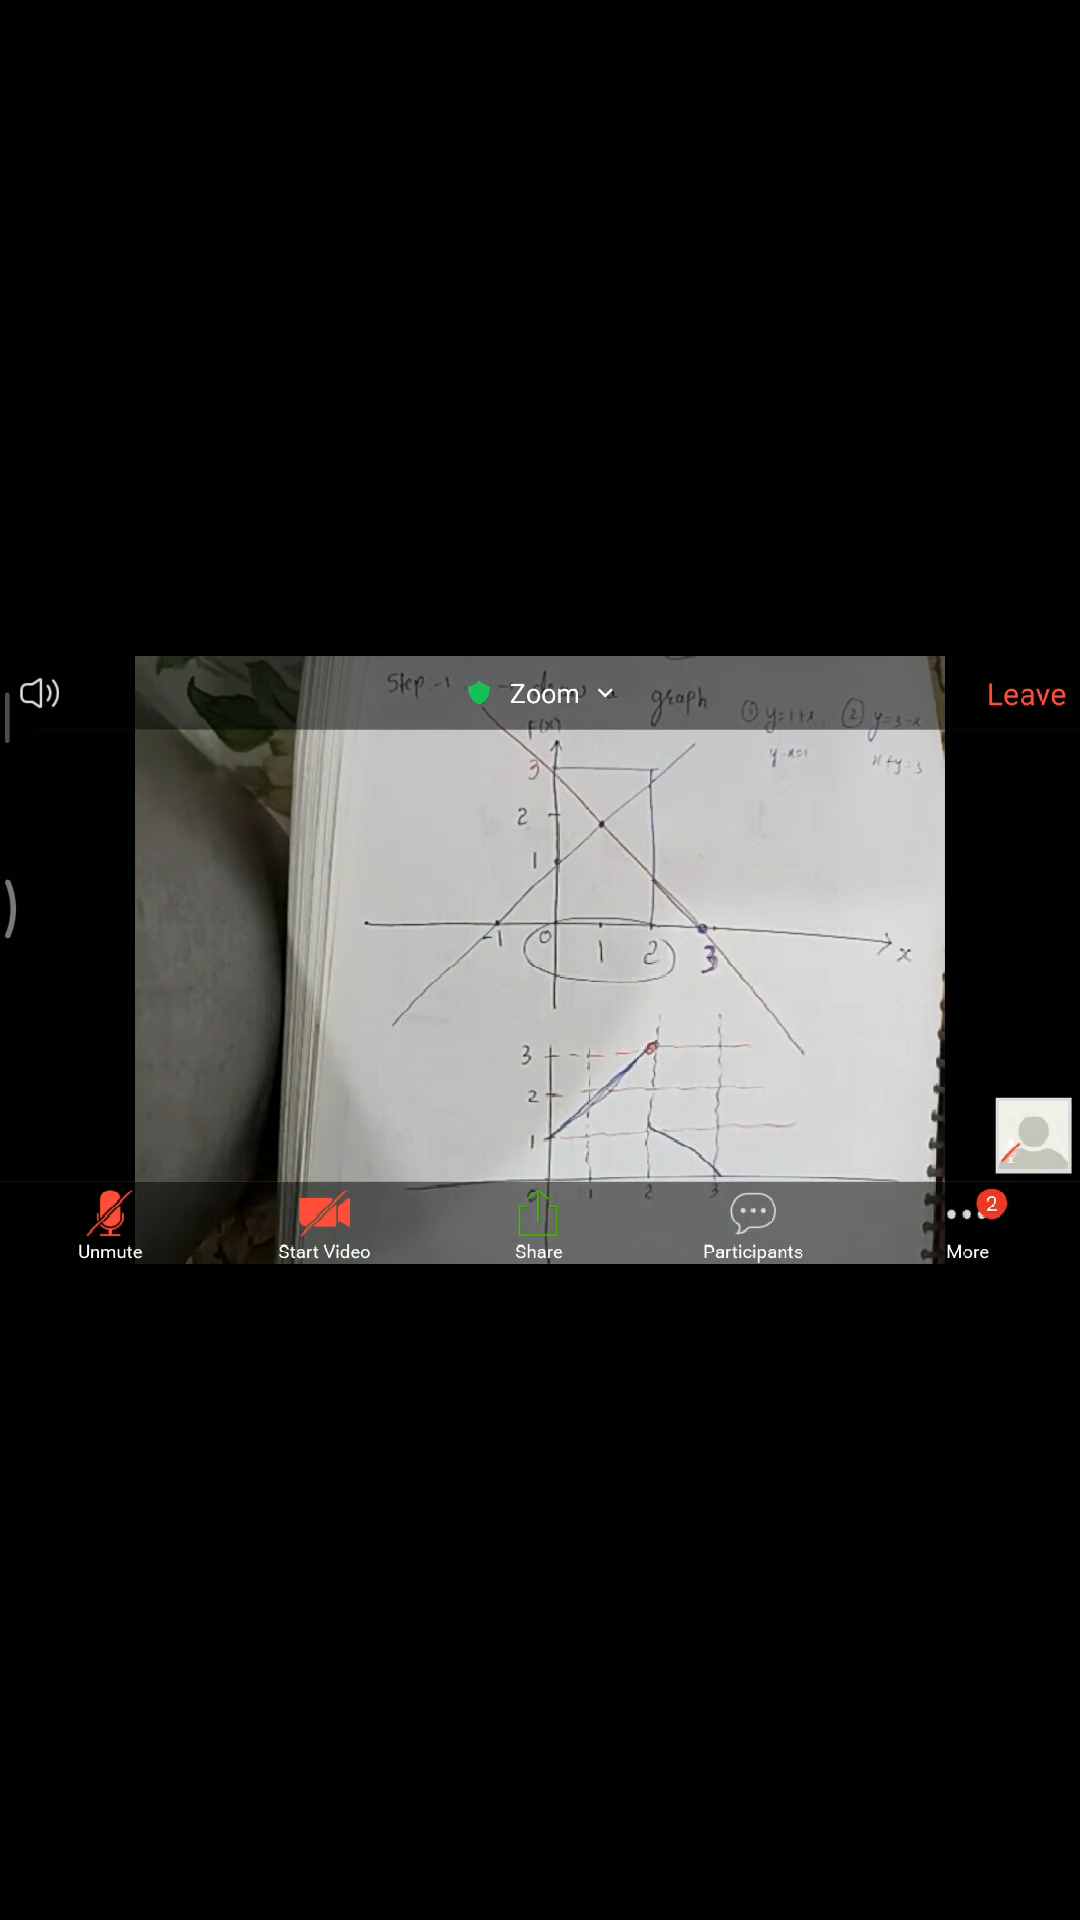 Zoom
Leave
Step:-1
graph
① y=1+x, ② y=3-x
y-x=1
x+y=3
F(x)
3
2
1
-1 0 1 2 3 x
3
2
1
0 1 2 3
2
Unmute Start Video Share Participants More